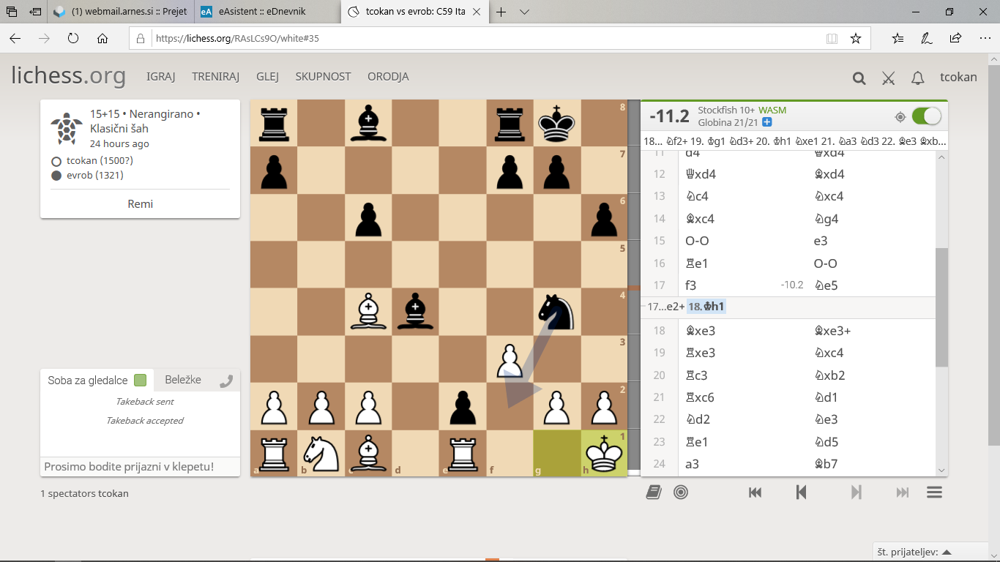 (1) webmail.arnes.si :: Prejet
eA eAsistent :: eDnevnik
tcokan vs evrob: C59 Ita
https://lichess.org/RAsLCs9O/white#35
lichess.org IGRAJ TRENIRAJ GLEJ SKUPNOST ORODJA tcokan
15+15 • Nerangirano •
Klasični šah
24 hours ago
tcokan (1500?)
evrob (1321)
Remi
Soba za gledalce Beležke
Takeback sent
Takeback accepted
Prosimo bodite prijazni v klepetu!
1 spectators tcokan
8
7
6
5
4
3
2
1
a b c d e f g h
-11.2 Stockfish 10+ WASM
Globina 21/21
18... ♘f2+ 19. ♔g1 ♘d3+ 20. ♔h1 ♘xe1 21. ♘a3 ♘d3 22. ♗e3 ♗xb...
11 d4 ♕xd4
12 ♕xd4 ♗xd4
13 ♘c4 ♘xc4
14 ♗xc4 ♘g4
15 O-O e3
16 ♖e1 O-O
17 f3 -10.2 ♘e5
17...e2+ 18.♔h1
18 ♗xe3 ♗xe3+
19 ♖xe3 ♘xc4
20 ♖c3 ♘xb2
21 ♖xc6 ♘d1
22 ♘d2 ♘e3
23 ♖e1 ♘d5
24 a3 ♗b7
št. prijateljev: